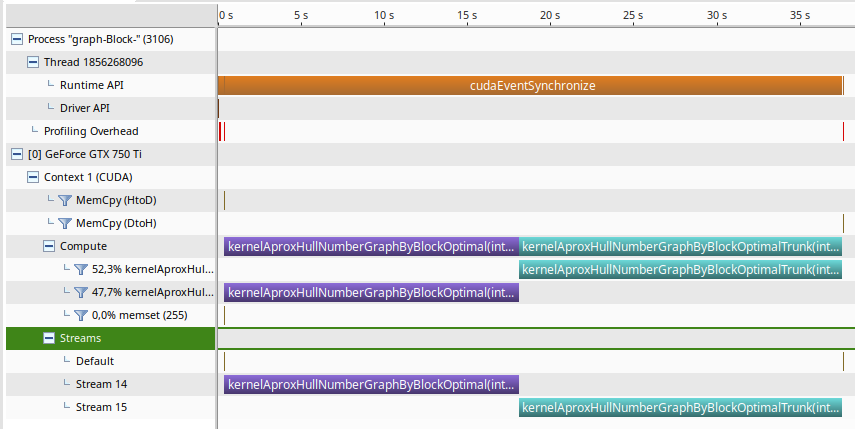 0 s 5 s 10 s 15 s 20 s 25 s 30 s 35 s
Process "graph-Block-" (3106)
Thread 1856268096
Runtime API cudaEventSynchronize
Driver API
Profiling Overhead
[0] GeForce GTX 750 Ti
Context 1 (CUDA)
MemCpy (HtoD)
MemCpy (DtoH)
Compute kernelAproxHullNumberGraphByBlockOptimal(int... kernelAproxHullNumberGraphByBlockOptimalTrunk(int...
52,3% kernelAproxHul... kernelAproxHullNumberGraphByBlockOptimalTrunk(int...
47,7% kernelAproxHul... kernelAproxHullNumberGraphByBlockOptimal(int...
0,0% memset (255)
Streams
Default
Stream 14 kernelAproxHullNumberGraphByBlockOptimal(int...
Stream 15 kernelAproxHullNumberGraphByBlockOptimalTrunk(int...